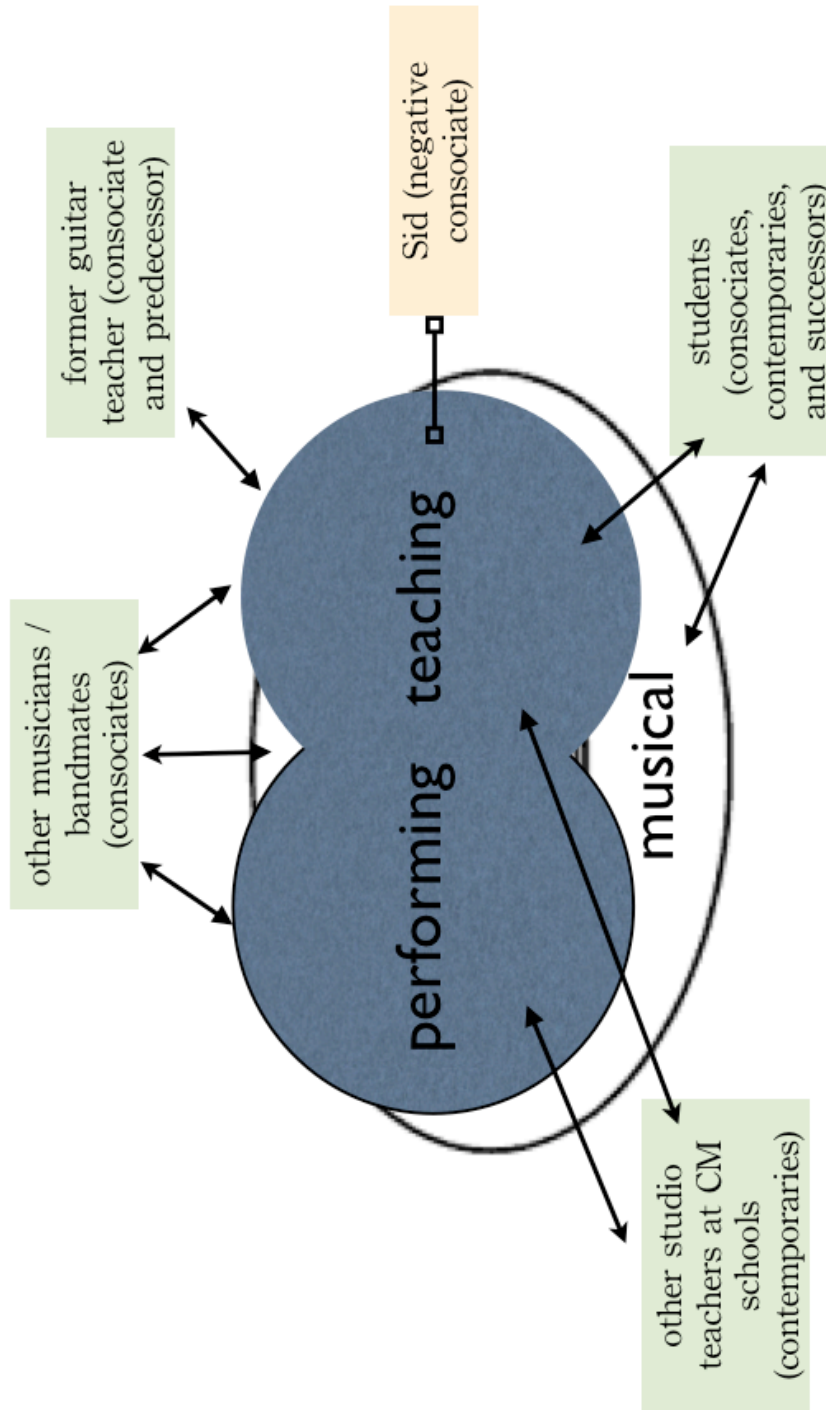 other musicians /
bandmates
(consociates)
former guitar
teacher (consociate
and predecessor)
performing
teaching
Sid (negative
consociate)
musical
other studio
teachers at CM
schools
(contemporaries)
students
(consociates,
contemporaries,
and successors)